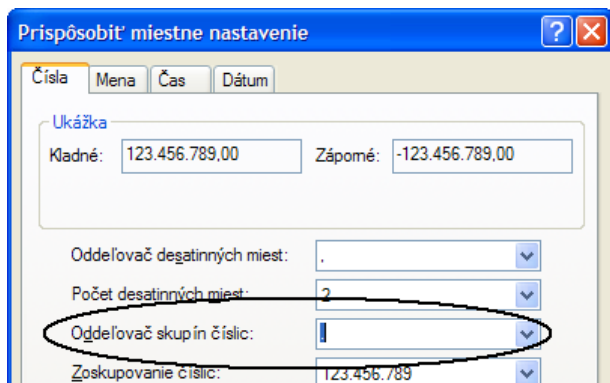 Prispôsobiť miestne nastavenie
Čísla Mena Čas Dátum
Ukážka
Kladné: 123.456.789,00 Záporné: -123.456.789,00
Oddeľovač desatinných miest: ,
Počet desatinných miest: 2
Oddeľovač skupín číslic: .
Zoskupovanie číslic: 123.456.789